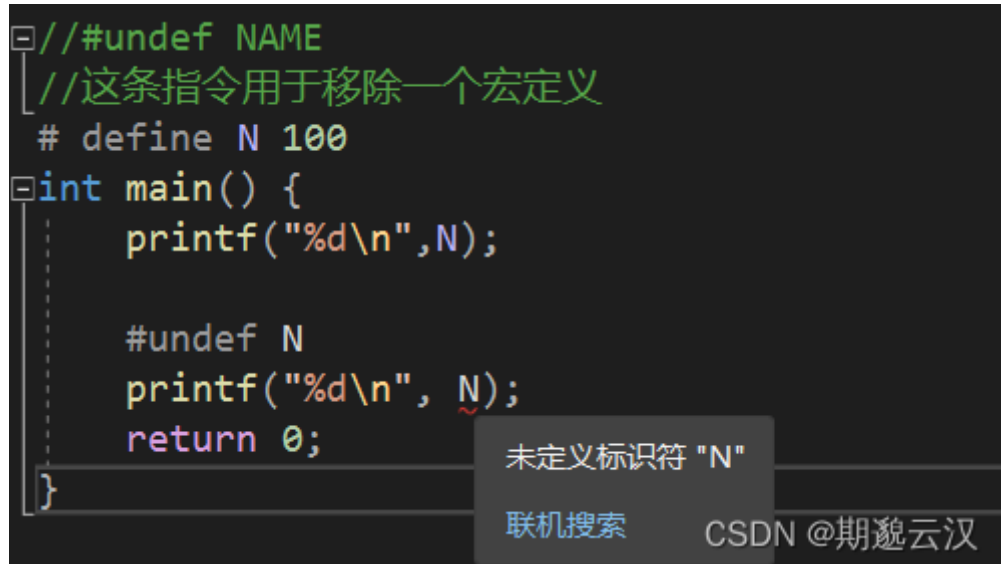 //#undef NAME
//这条指令用于移除一个宏定义
# define N 100
int main() {
printf("%d\n",N);
#undef N
printf("%d\n", N);
return 0;
}
未定义标识符 "N"
联机搜索
CSDN @期邈云汉